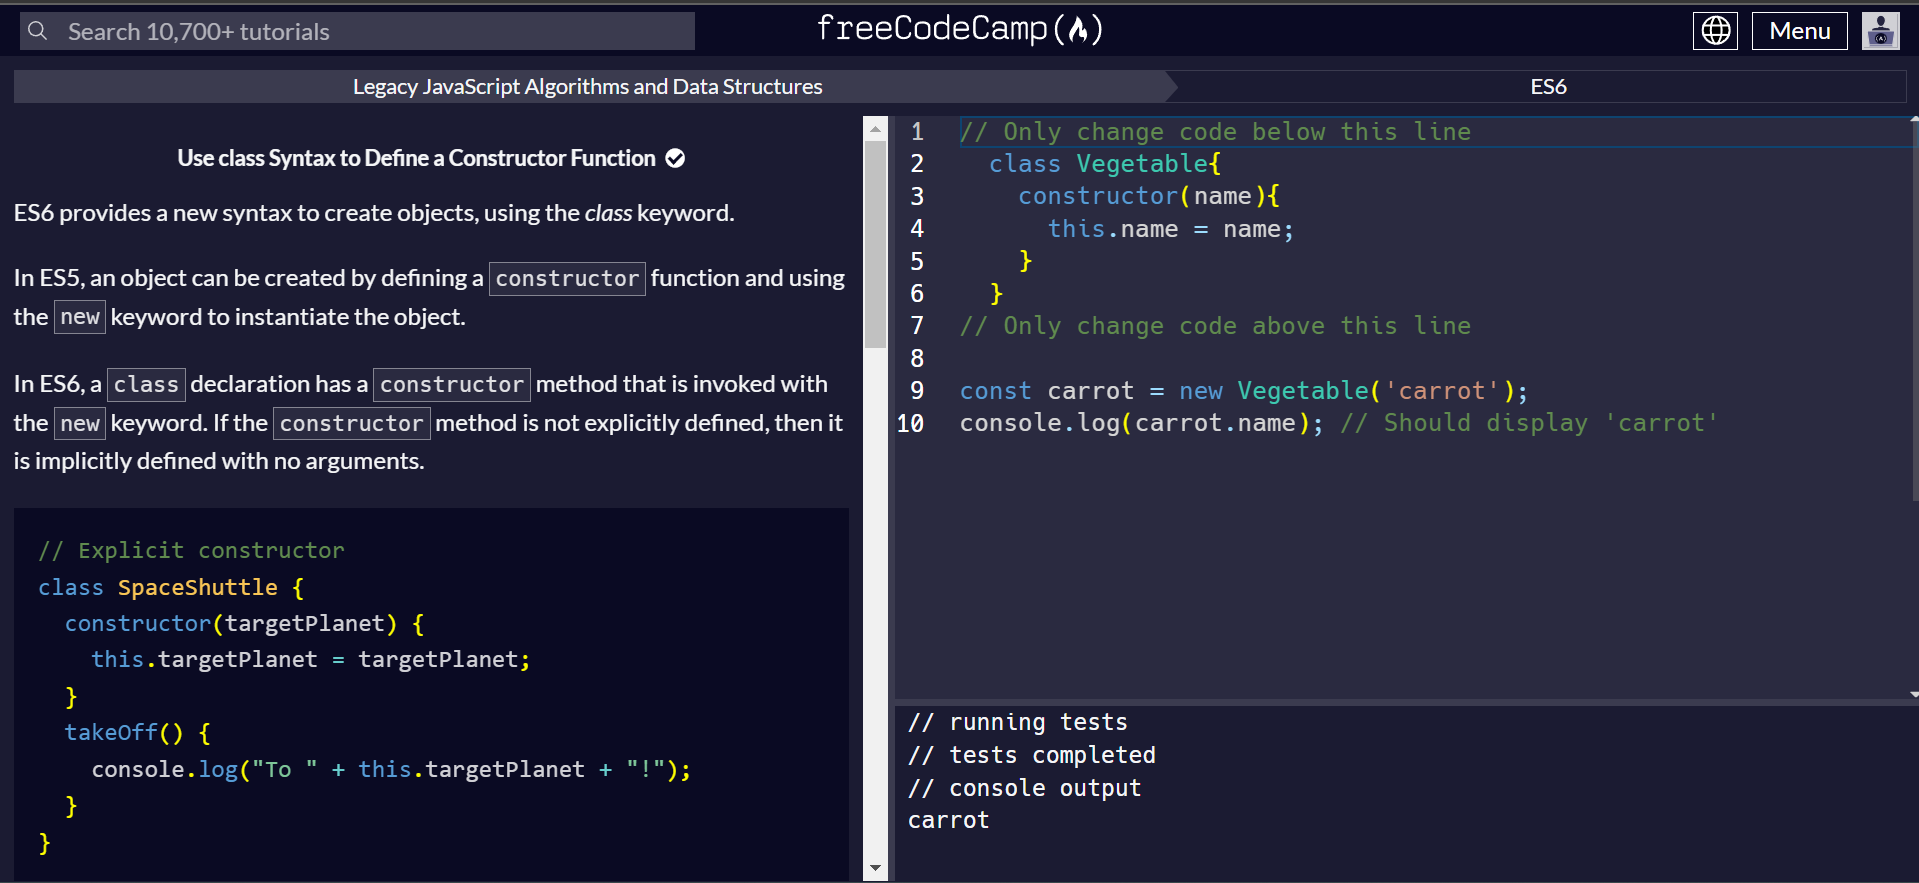 Search 10,700+ tutorials
freeCodeCamp(🔥)
Menu
Legacy JavaScript Algorithms and Data Structures
ES6
Use class Syntax to Define a Constructor Function
ES6 provides a new syntax to create objects, using the class keyword.
In ES5, an object can be created by defining a constructor function and using
the new keyword to instantiate the object.
In ES6, a class declaration has a constructor method that is invoked with
the new keyword. If the constructor method is not explicitly defined, then it
is implicitly defined with no arguments.
// Explicit constructor
class SpaceShuttle {
  constructor(targetPlanet) {
    this.targetPlanet = targetPlanet;
  }
  takeOff() {
    console.log("To " + this.targetPlanet + "!");
  }
}
1 // Only change code below this line
2   class Vegetable{
3     constructor(name){
4       this.name = name;
5     }
6   }
7 // Only change code above this line
8
9 const carrot = new Vegetable('carrot');
10 console.log(carrot.name); // Should display 'carrot'
// running tests
// tests completed
// console output
carrot